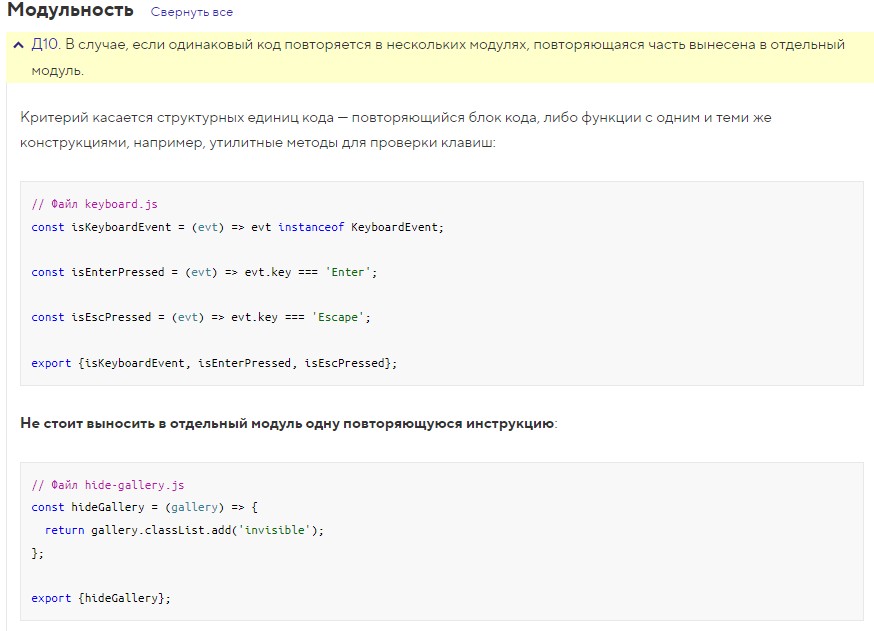 Модульность Свернуть все
Д10. В случае, если одинаковый код повторяется в нескольких модулях, повторяющаяся часть вынесена в отдельный
модуль.
Критерий касается структурных единиц кода — повторяющийся блок кода, либо функции с одним и теми же
конструкциями, например, утилитные методы для проверки клавиш:
// Файл keyboard.js
const isKeyboardEvent = (evt) => evt instanceof KeyboardEvent;
const isEnterPressed = (evt) => evt.key === 'Enter';
const isEscPressed = (evt) => evt.key === 'Escape';
export {isKeyboardEvent, isEnterPressed, isEscPressed};
Не стоит выносить в отдельный модуль одну повторяющуюся инструкцию:
// Файл hide-gallery.js
const hideGallery = (gallery) => {
  return gallery.classList.add('invisible');
};
export {hideGallery};